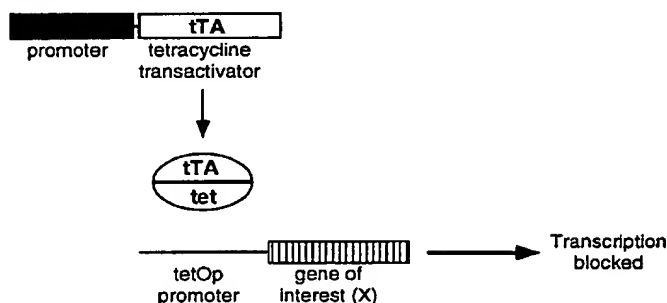 tTA
promoter
tetracycline
transactivator
tTA
tet
tetOp
promoter
gene of
interest (X)
Transcription
blocked